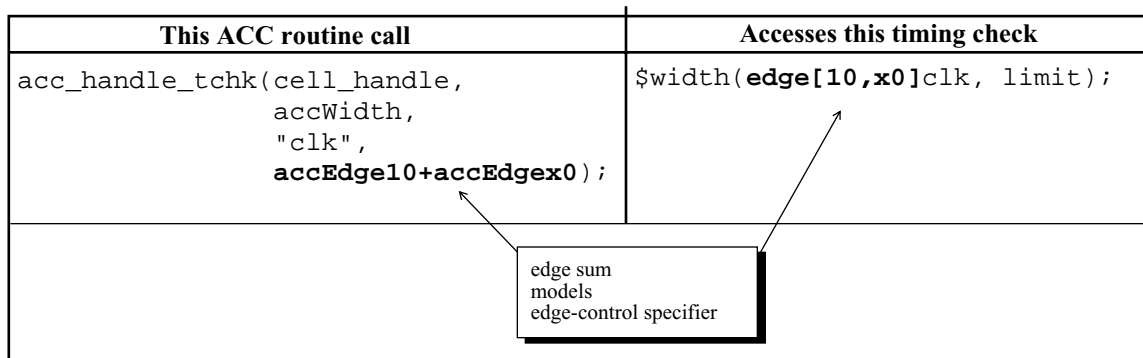 This ACC routine call
Accesses this timing check
acc_handle_tchk(cell_handle,
accWidth,
"clk",
accEdge10+accEdgex0);
$width(edge[10,x0]clk, limit);
edge sum
models
edge-control specifier